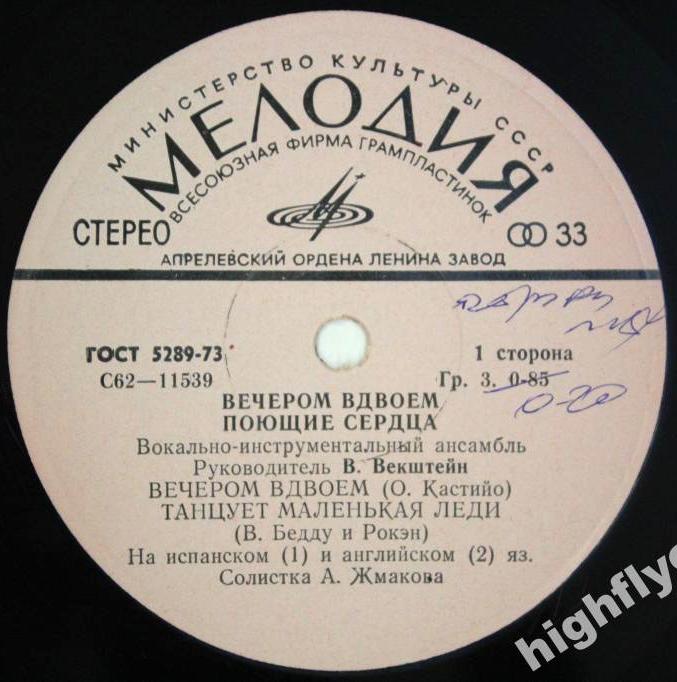 МИНИСТЕРСТВО КУЛЬТУРЫ СССР
МЕЛОДИЯ
ВСЕСОЮЗНАЯ ФИРМА ГРАМПЛАСТИНОК
СТЕРЕО 33
АПРЕЛЕВСКИЙ ОРДЕНА ЛЕНИНА ЗАВОД
ГОСТ 5289-73 1 сторона
С62—11539 Гр. 3. 0-85
0-20
ВЕЧЕРОМ ВДВОЕМ
ПОЮЩИЕ СЕРДЦА
Вокально-инструментальный ансамбль
Руководитель В. Векштейн
ВЕЧЕРОМ ВДВОЕМ (О. Кастийо)
ТАНЦУЕТ МАЛЕНЬКАЯ ЛЕДИ
(В. Бедду и Рокэн)
На испанском (1) и английском (2) яз.
Солистка А. Жмакова